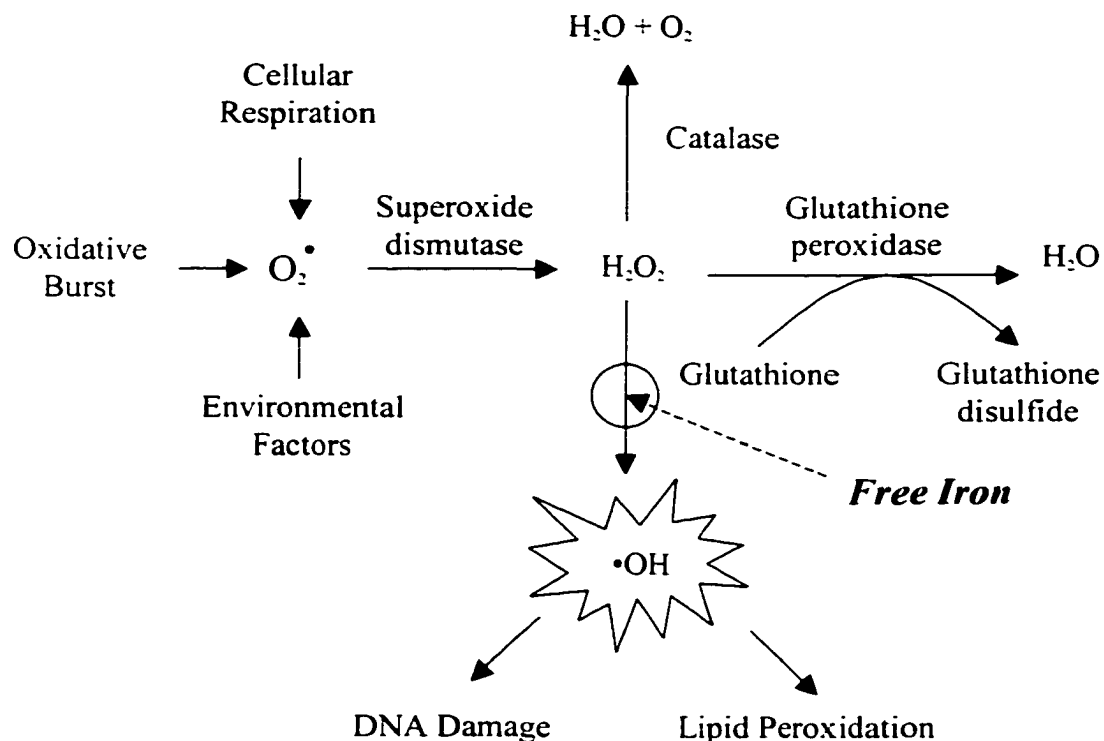 H₂O + O₂
Cellular
Respiration
Catalase
Superoxide
dismutase
Glutathione
peroxidase
Oxidative
Burst
O₂•
H₂O₂
H₂O
Glutathione
Glutathione
disulfide
Environmental
Factors
Free Iron
•OH
DNA Damage
Lipid Peroxidation